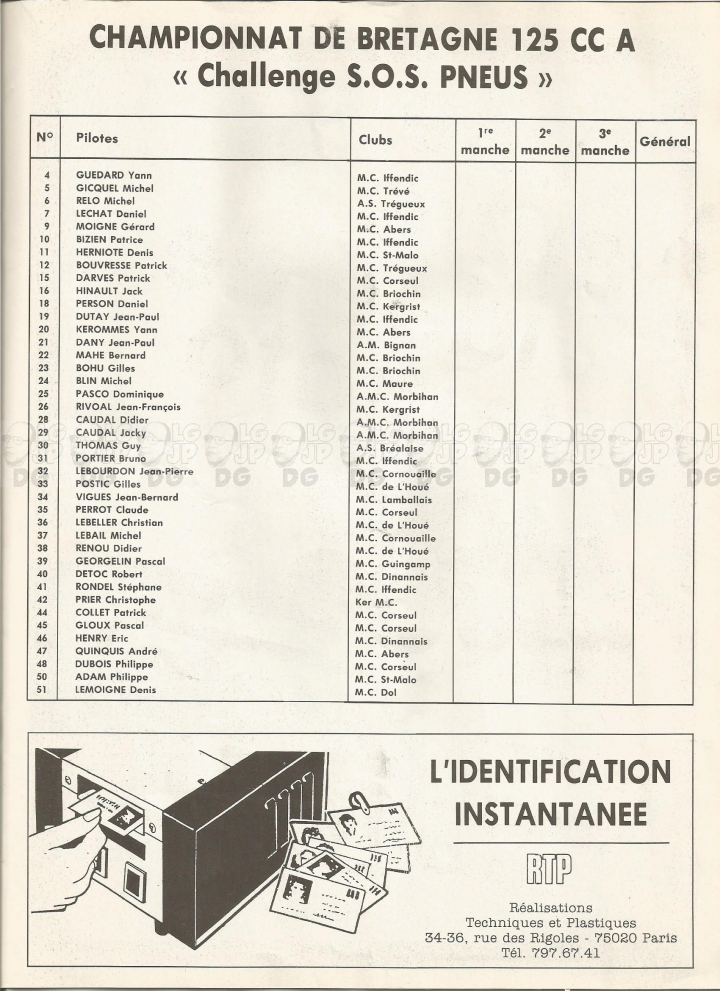 CHAMPIONNAT DE BRETAGNE 125 CC A
« Challenge S.O.S. PNEUS »
N° Pilotes Clubs 1re manche 2e manche 3e manche Général
4 GUEDARD Yann M.C. Iffendic
5 GICQUEL Michel M.C. Trévé
6 RELO Michel A.S. Trégueux
7 LECHAT Daniel M.C. Iffendic
9 MOIGNE Gérard M.C. Abers
10 BIZIEN Patrice M.C. Iffendic
11 HERNIOTE Denis M.C. St-Malo
12 BOUVRESSE Patrick M.C. Trégueux
15 DARVES Patrick M.C. Corseul
16 HINAULT Jack M.C. Briochin
18 PERSON Daniel M.C. Kergrist
19 DUTAY Jean-Paul M.C. Iffendic
20 KEROMMES Yann M.C. Abers
21 DANY Jean-Paul A.M. Bignan
22 MAHE Bernard M.C. Briochin
23 BOHU Gilles M.C. Briochin
24 BLIN Michel M.C. Maure
25 PASCO Dominique A.M.C. Morbihan
26 RIVOAL Jean-François M.C. Kergrist
28 CAUDAL Didier A.M.C. Morbihan
29 CAUDAL Jacky A.M.C. Morbihan
30 THOMAS Guy A.S. Bréalaise
31 PORTIER Bruno M.C. Iffendic
32 LEBOURDON Jean-Pierre M.C. Cornouaille
33 POSTIC Gilles M.C. de L'Houé
34 VIGUES Jean-Bernard M.C. Lamballais
35 PERROT Claude M.C. Corseul
36 LEBELLER Christian M.C. de L'Houé
37 LEBAIL Michel M.C. Cornouaille
38 RENOU Didier M.C. de L'Houé
39 GEORGELIN Pascal M.C. Guingamp
40 DETOC Robert M.C. Dinannais
41 RONDEL Stéphane M.C. Iffendic
42 PRIER Christophe Ker M.C.
44 COLLET Patrick M.C. Corseul
45 GLOUX Pascal M.C. Corseul
46 HENRY Eric M.C. Dinannais
47 QUINQUIS André M.C. Abers
48 DUBOIS Philippe M.C. Corseul
50 ADAM Philippe M.C. St-Malo
51 LEMOIGNE Denis M.C. Dol
L'IDENTIFICATION
INSTANTANEE
RTP
Réalisations
Techniques et Plastiques
34-36, rue des Rigoles - 75020 Paris
Tél. 797.67.41